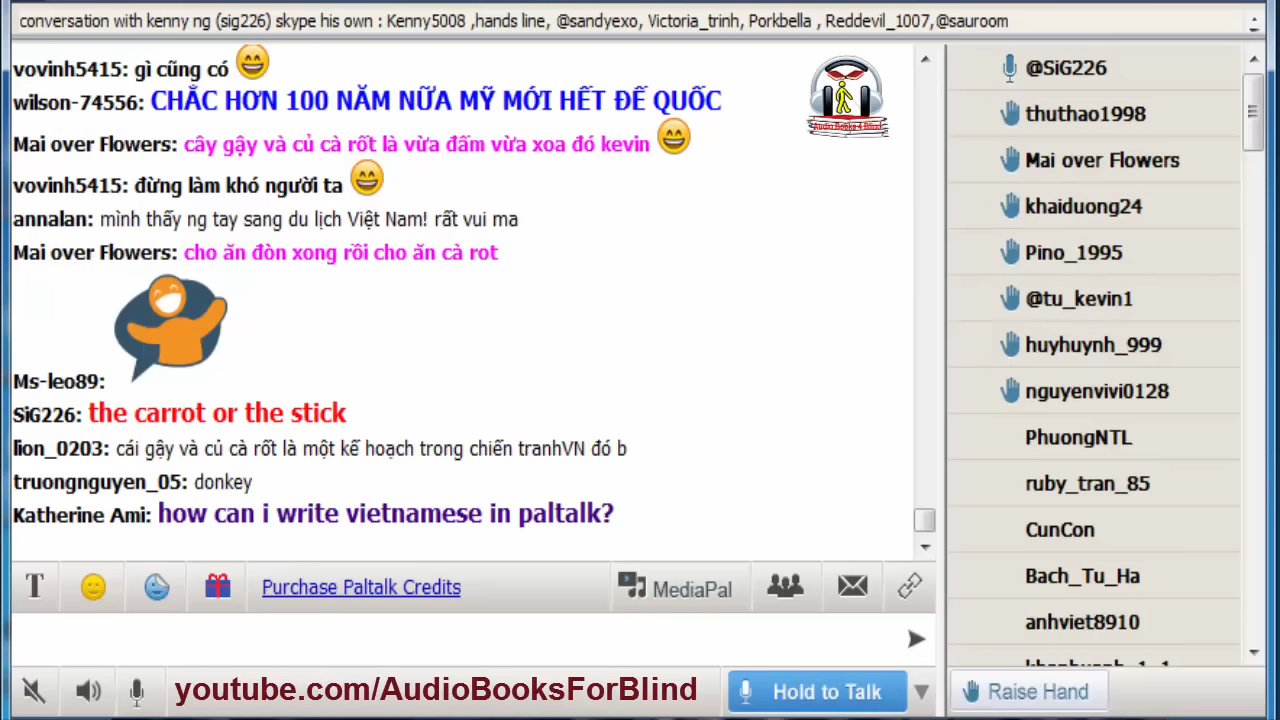 conversation with kenny ng (sig226) skype his own : Kenny5008 ,hands line, @sandyexo, Victoria_trinh, Porkbella , Reddevil_1007,@sauroom
vovinh5415: gì cũng có
wilson-74556: CHẮC HƠN 100 NĂM NỮA MỸ MỚI HẾT ĐẾ QUỐC
Mai over Flowers: cây gậy và củ cà rốt là vừa đấm vừa xoa đó kevin
vovinh5415: đừng làm khó người ta
annalan: mình thấy ng tay sang du lịch Việt Nam! rất vui ma
Mai over Flowers: cho ăn đòn xong rồi cho ăn cà rot
Ms-leo89:
SiG226: the carrot or the stick
lion_0203: cái gậy và củ cà rốt là một kế hoạch trong chiến tranhVN đó b
truongnguyen_05: donkey
Katherine Ami: how can i write vietnamese in paltalk?
Audio Books 4 Blind
@SiG226
thuthao1998
Mai over Flowers
khaiduong24
Pino_1995
@tu_kevin1
huyhuynh_999
nguyenvivi0128
PhuongNTL
ruby_tran_85
CunCon
Bach_Tu_Ha
anhviet8910
T
Purchase Paltalk Credits
MediaPal
youtube.com/AudioBooksForBlind
Hold to Talk
Raise Hand